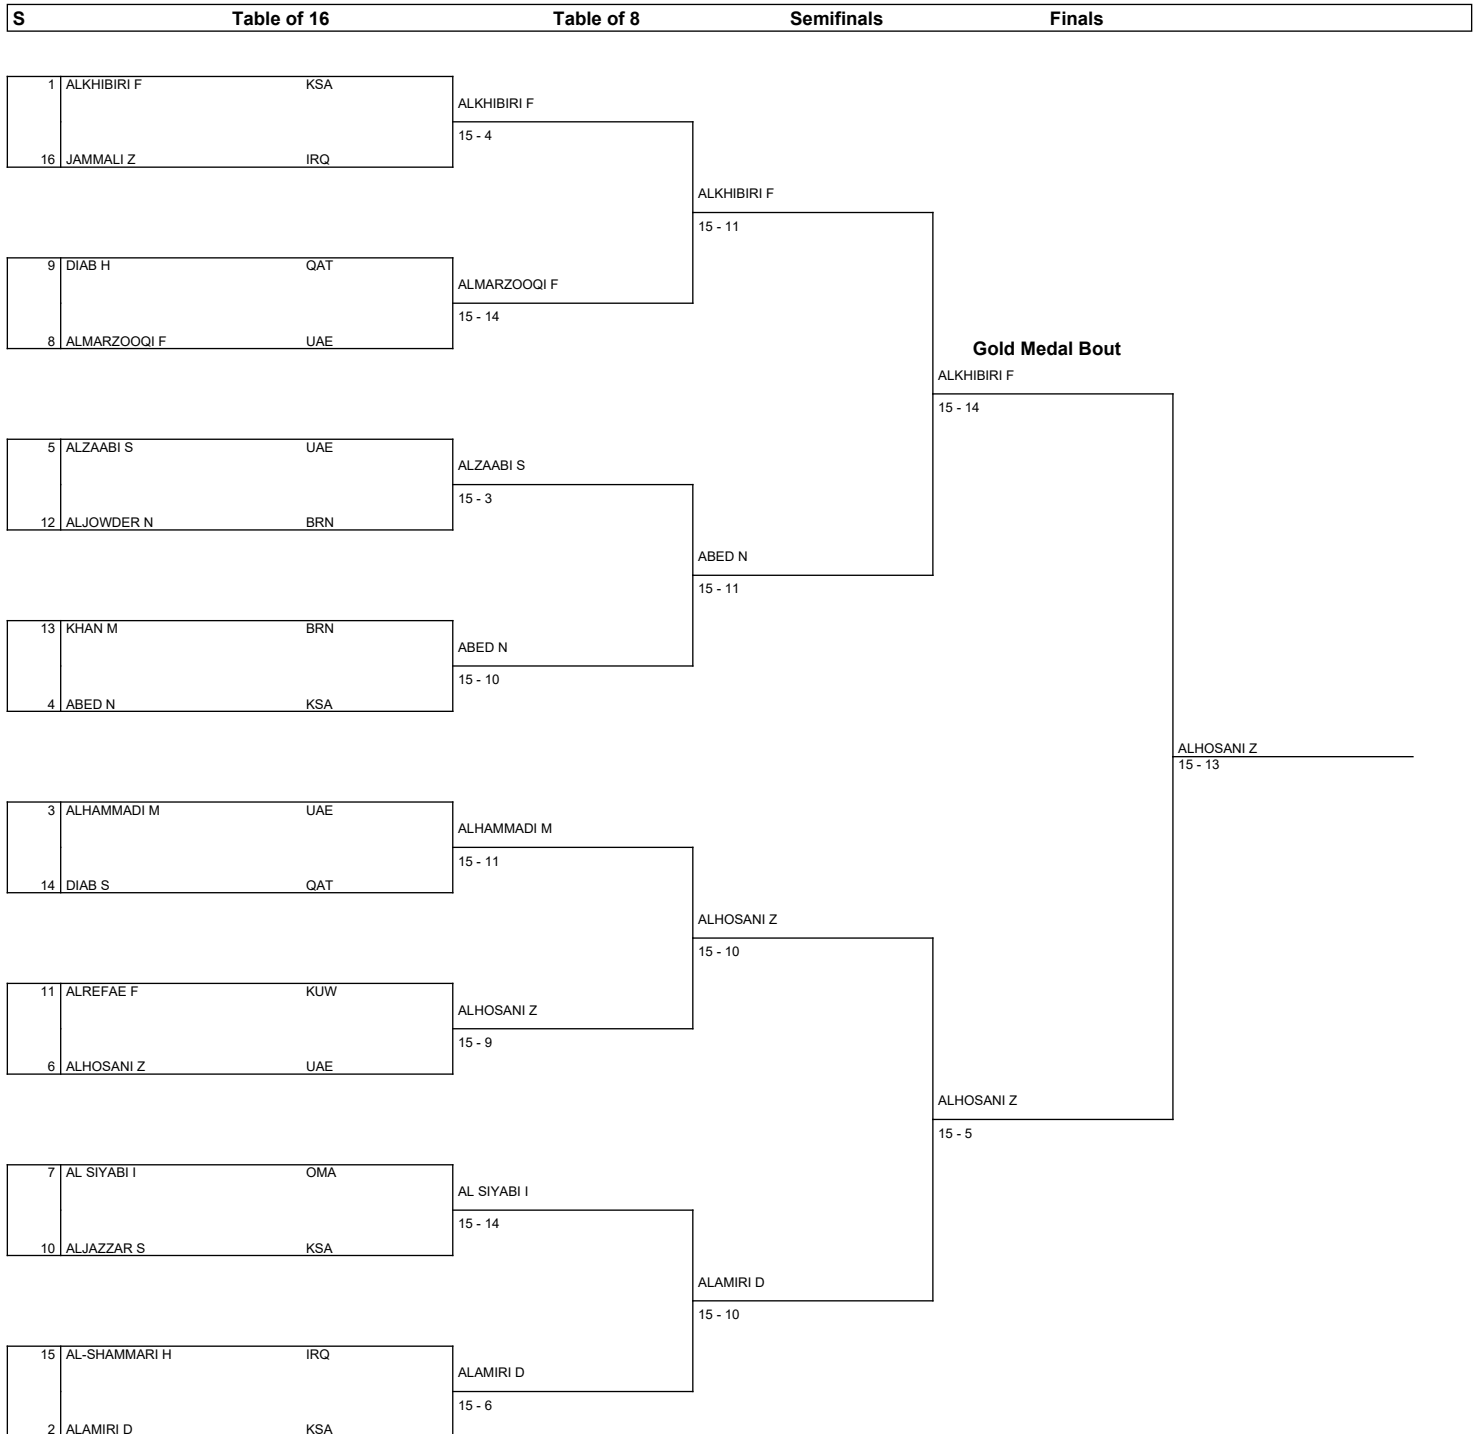 S Table of 16 Table of 8 Semifinals Finals
1 ALKHIBIRI F KSA
ALKHIBIRI F
15 - 4
16 JAMMALI Z IRQ
ALKHIBIRI F
15 - 11
9 DIAB H QAT
ALMARZOOQI F
15 - 14
8 ALMARZOOQI F UAE
Gold Medal Bout
ALKHIBIRI F
15 - 14
5 ALZAABI S UAE
ALZAABI S
15 - 3
12 ALJOWDER N BRN
ABED N
15 - 11
13 KHAN M BRN
ABED N
15 - 10
4 ABED N KSA
ALHOSANI Z
15 - 13
3 ALHAMMADI M UAE
ALHAMMADI M
15 - 11
14 DIAB S QAT
ALHOSANI Z
15 - 10
11 ALREFAE F KUW
ALHOSANI Z
15 - 9
6 ALHOSANI Z UAE
ALHOSANI Z
15 - 5
7 AL SIYABI I OMA
AL SIYABI I
15 - 14
10 ALJAZZAR S KSA
ALAMIRI D
15 - 10
15 AL-SHAMMARI H IRQ
ALAMIRI D
15 - 6
2 ALAMIRI D KSA